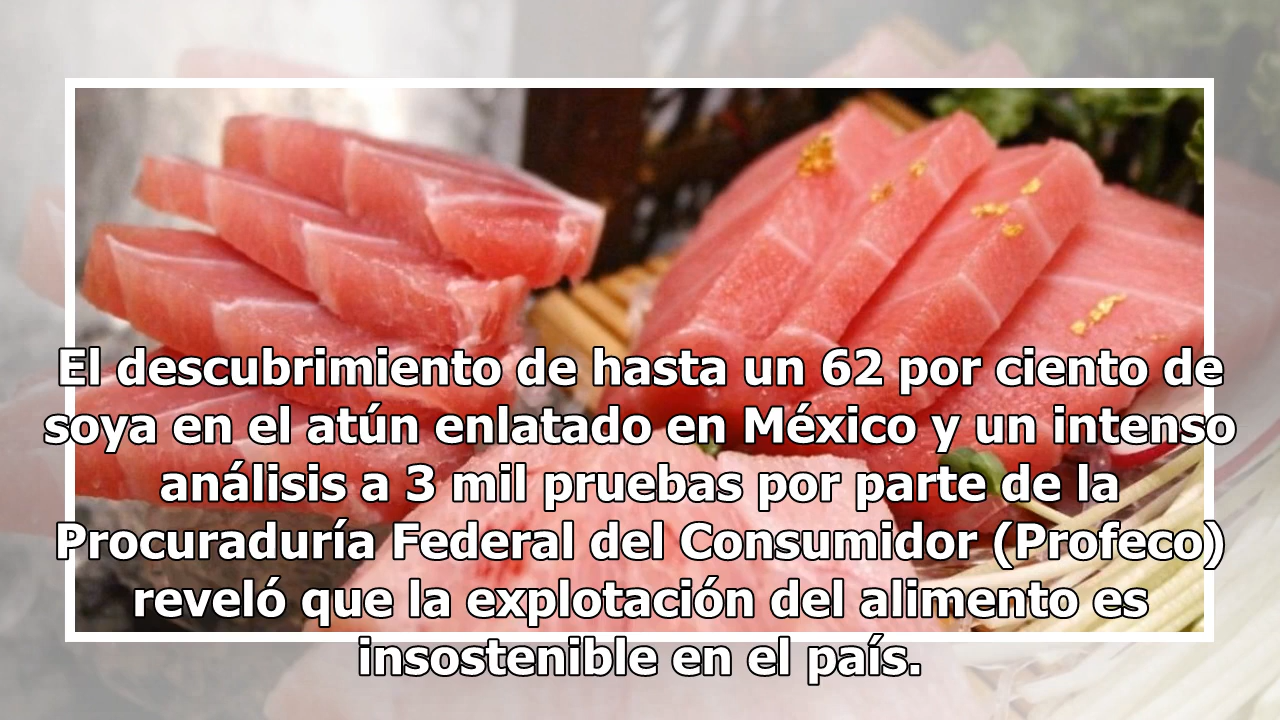 El descubrimiento de hasta un 62 por ciento de
soya en el atún enlatado en México y un intenso
análisis a 3 mil pruebas por parte de la
Procuraduría Federal del Consumidor (Profeco)
reveló que la explotación del alimento es
insostenible en el país.